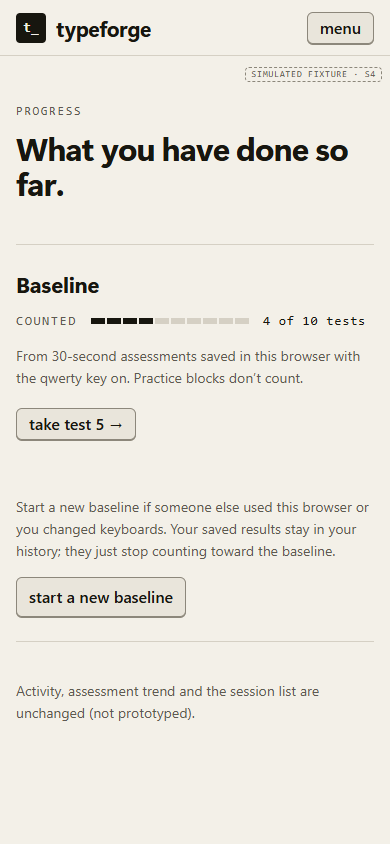 t_ typeforge menu
SIMULATED FIXTURE · S4
PROGRESS
What you have done so
far.
Baseline
COUNTED 4 of 10 tests
From 30-second assessments saved in this browser with
the qwerty key on. Practice blocks don’t count.
take test 5 →
Start a new baseline if someone else used this browser or
you changed keyboards. Your saved results stay in your
history; they just stop counting toward the baseline.
start a new baseline
Activity, assessment trend and the session list are
unchanged (not prototyped).